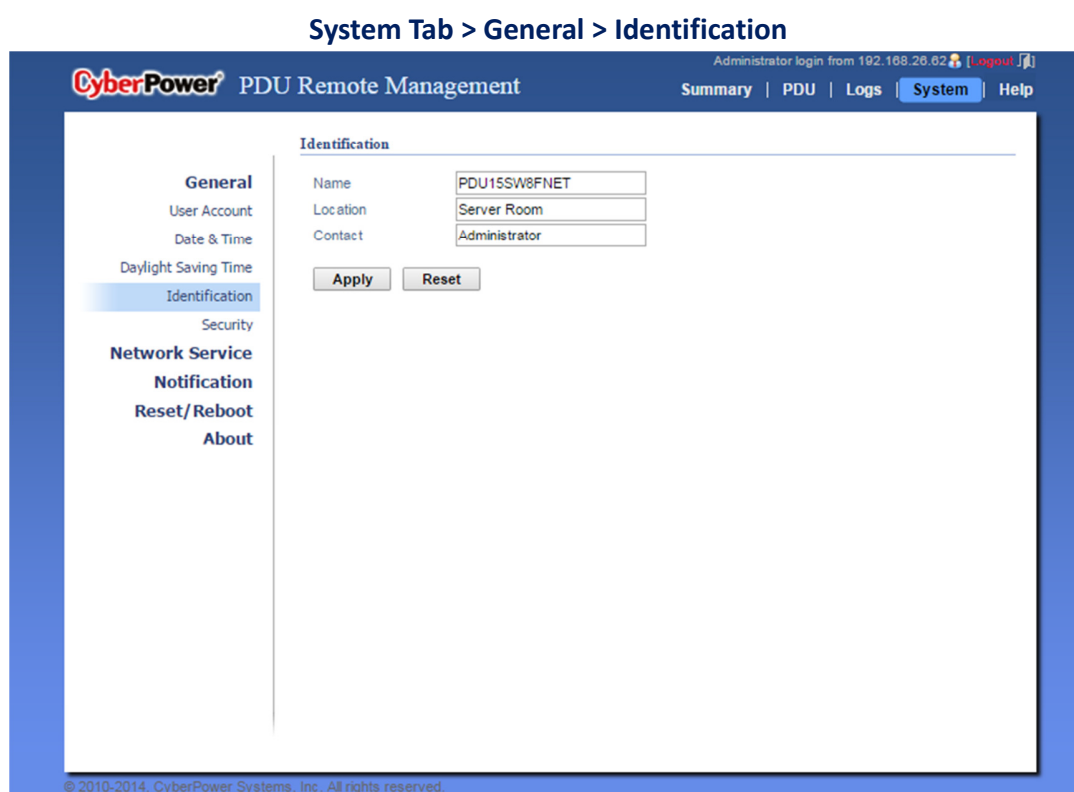 System Tab > General > Identification
Administrator login from 192.168.26.62 [Logout]
CyberPower® PDU Remote Management
Summary | PDU | Logs | System | Help
Identification
General
User Account
Date & Time
Daylight Saving Time
Identification
Security
Network Service
Notification
Reset/Reboot
About
Name PDU15SW8FNET
Location Server Room
Contact Administrator
Apply Reset
© 2010-2014, CyberPower Systems, Inc. All rights reserved.